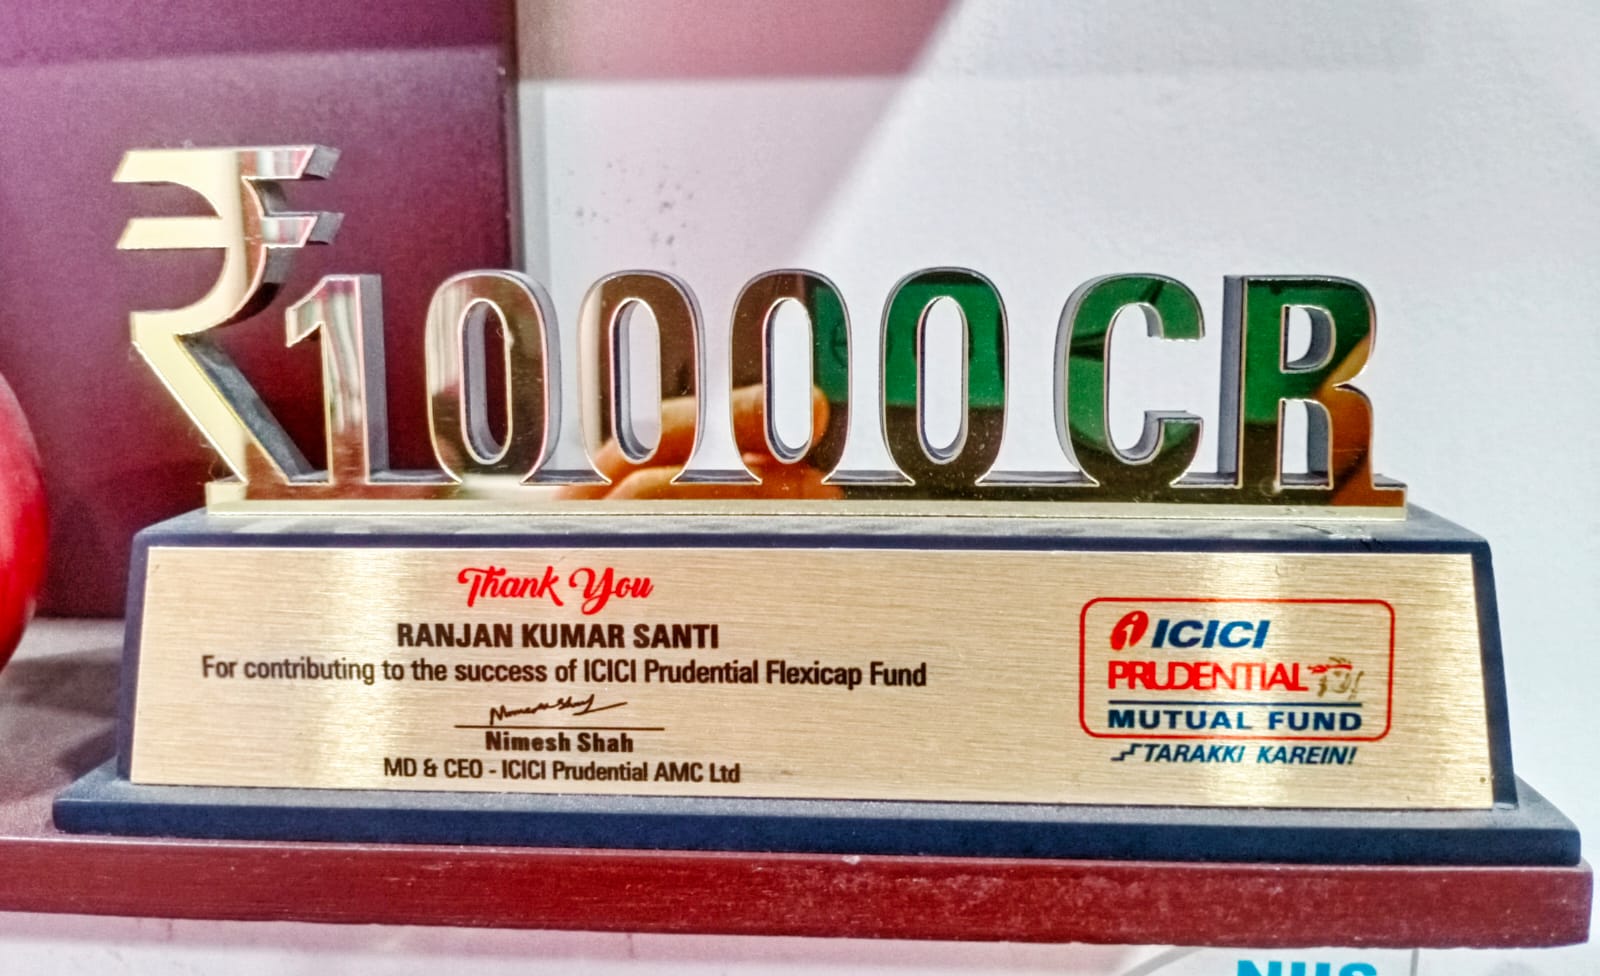 ₹10000 CR
Thank You
RANJAN KUMAR SANTI
For contributing to the success of ICICI Prudential Flexicap Fund
Nimesh Shah
MD & CEO - ICICI Prudential AMC Ltd
ICICI
PRUDENTIAL
MUTUAL FUND
TARAKKI KAREIN!